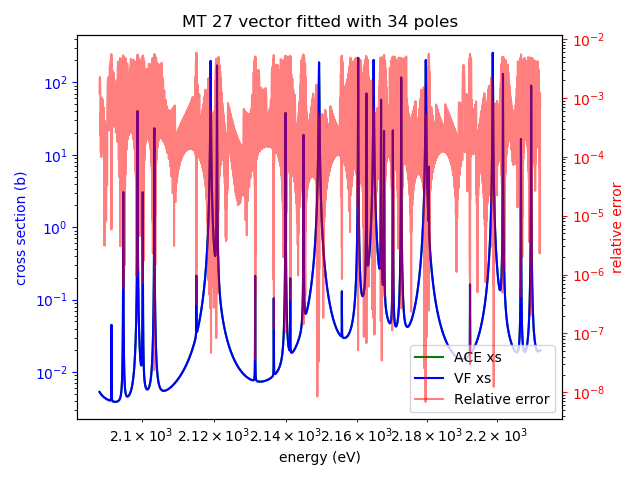 MT 27 vector fitted with 34 poles
cross section (b)
10²
10¹
10⁰
10⁻¹
10⁻²
10⁻²
10⁻³
10⁻⁴
10⁻⁵
10⁻⁶
10⁻⁷
10⁻⁸
relative error
ACE xs
VF xs
Relative error
2.1 × 10³ 2.12 × 10³ 2.14 × 10³ 2.16 × 10³ 2.18 × 10³ 2.2 × 10³
energy (eV)